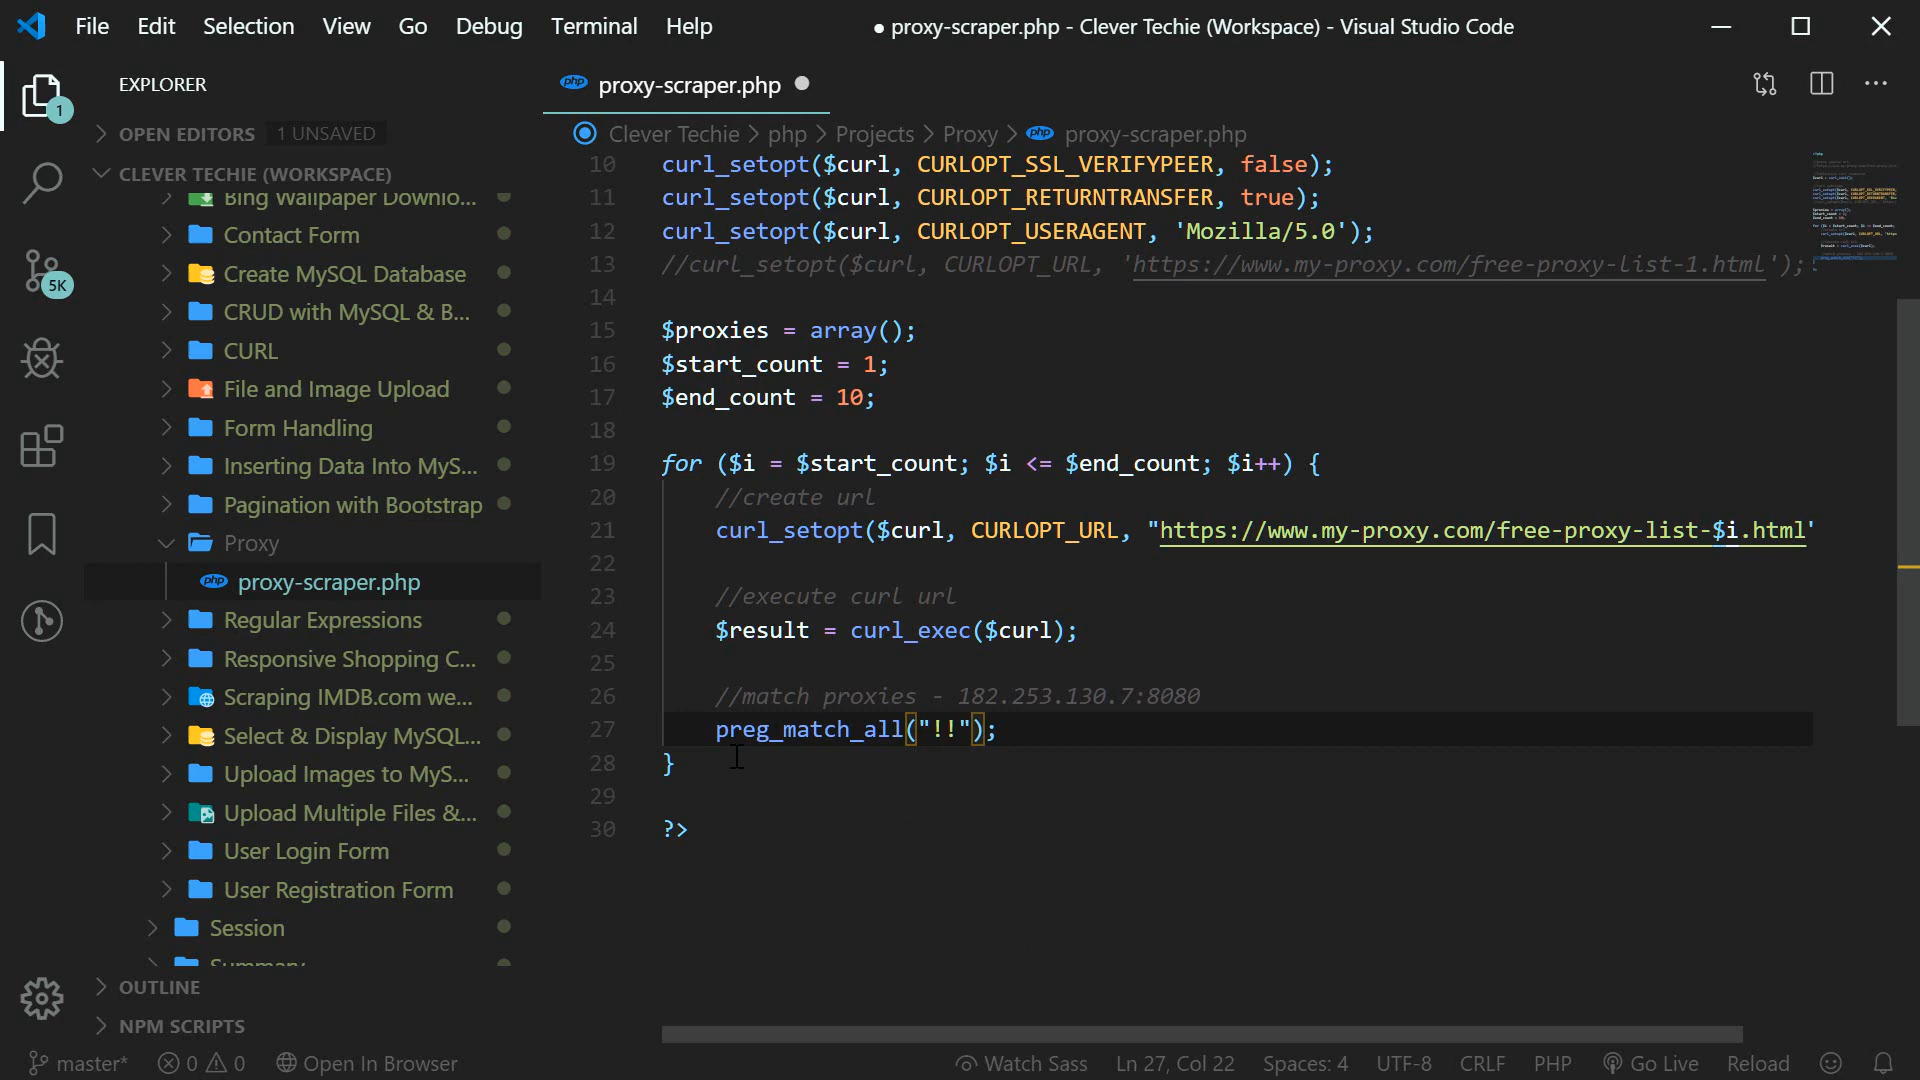 File Edit Selection View Go Debug Terminal Help
● proxy-scraper.php - Clever Techie (Workspace) - Visual Studio Code
EXPLORER
1
OPEN EDITORS 1 UNSAVED
CLEVER TECHIE (WORKSPACE)
Bing Wallpaper Downlo...
Contact Form
5K
Create MySQL Database
CRUD with MySQL & B...
CURL
File and Image Upload
Form Handling
Inserting Data Into MyS...
Pagination with Bootstrap
Proxy
php proxy-scraper.php
Regular Expressions
Responsive Shopping C...
Scraping IMDB.com we...
Select & Display MySQL...
Upload Images to MyS...
Upload Multiple Files &...
User Login Form
User Registration Form
Session
Summary
OUTLINE
NPM SCRIPTS
php proxy-scraper.php
Clever Techie > php > Projects > Proxy > php proxy-scraper.php
10 curl_setopt($curl, CURLOPT_SSL_VERIFYPEER, false);
11 curl_setopt($curl, CURLOPT_RETURNTRANSFER, true);
12 curl_setopt($curl, CURLOPT_USERAGENT, 'Mozilla/5.0');
13 //curl_setopt($curl, CURLOPT_URL, 'https://www.my-proxy.com/free-proxy-list-1.html');
14
15 $proxies = array();
16 $start_count = 1;
17 $end_count = 10;
18
19 for ($i = $start_count; $i <= $end_count; $i++) {
20 //create url
21 curl_setopt($curl, CURLOPT_URL, "https://www.my-proxy.com/free-proxy-list-$i.html"
22
23 //execute curl url
24 $result = curl_exec($curl);
25
26 //match proxies - 182.253.130.7:8080
27 preg_match_all("!!");
28 }
29
30 ?>
master* 0 0 Open In Browser Watch Sass Ln 27, Col 22 Spaces: 4 UTF-8 CRLF PHP Go Live Reload